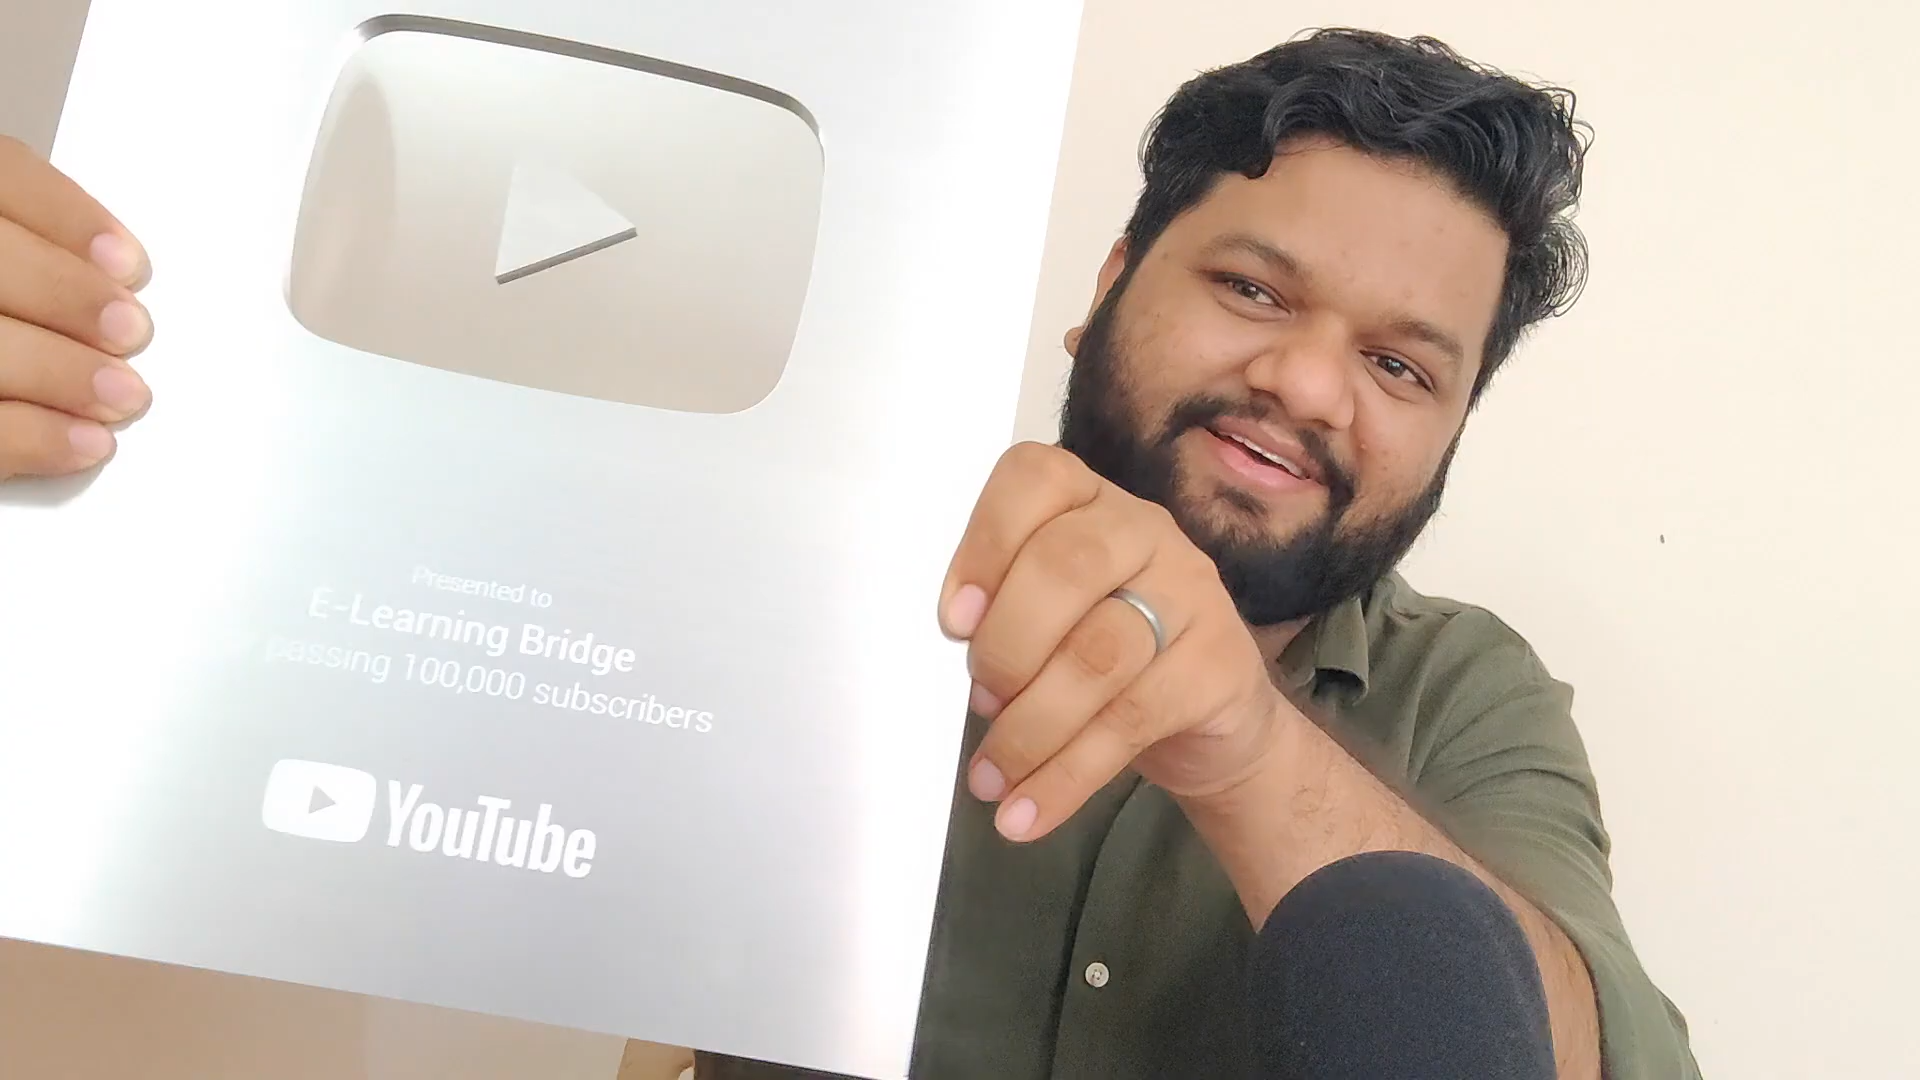 Presented to
E-Learning Bridge
passing 100,000 subscribers
YouTube